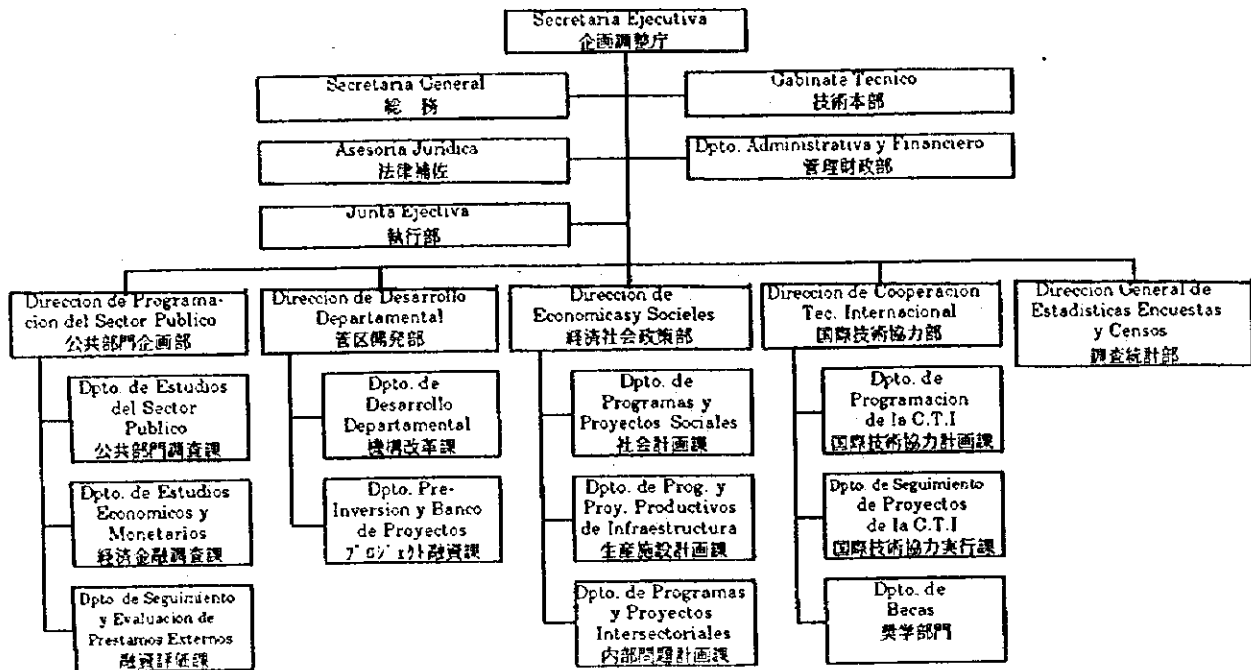 Secretaria Ejecutiva
企画調整庁
Secretaria General
総 務
Gabinate Tecnico
技術本部
Asesoria Juridica
法律補佐
Dpto. Administrativa y Financiero
管理財政部
Junta Ejectiva
執行部
Direccion de Programa-
cion del Sector Publico
公共部門企画部
Direccion de Desarrollo
Departamental
管区開発部
Direccion de
Economicasy Socieles
経済社会政策部
Direccion de Cooperacion
Tec. Internacional
国際技術協力部
Direccion General de
Estadisticas Encuestas
y Censos
調査統計部
Dpto. de Estudios
del Sector
Publico
公共部門調査課
Dpto. de
Desarrollo
Departamental
機構改革課
Dpto. de
Programas y
Proyectos Sociales
社会計画課
Dpto. de
Programacion
de la C.T.I
国際技術協力計画課
Dpto. de Estudios
Economicos y
Monetarios
経済金融調査課
Dpto. Pre-
Inversion y Banco
de Proyectos
プロジェクト融資課
Dpto. de Prog. y
Proy. Productivos
de Infraestructura
生産施設計画課
Dpto. de Seguimiento
de Proyectos
de la C.T.I
国際技術協力実行課
Dpto de Seguimiento
y Evaluacion de
Prestamos Externos
融資評価課
Dpto. de Programas
y Proyectos
Intersectoriales
内部問題計画課
Dpto. de
Becas
奨学部門